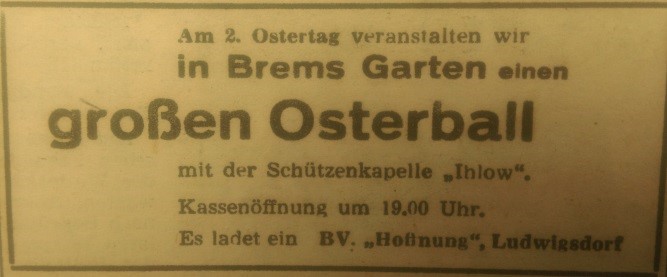 Am 2. Ostertag veranstalten wir
in Brems Garten einen
großen Osterball
mit der Schützenkapelle „Ihlow“.
Kassenöffnung um 19.00 Uhr.
Es ladet ein BV. „Hoffnung“, Ludwigsdorf